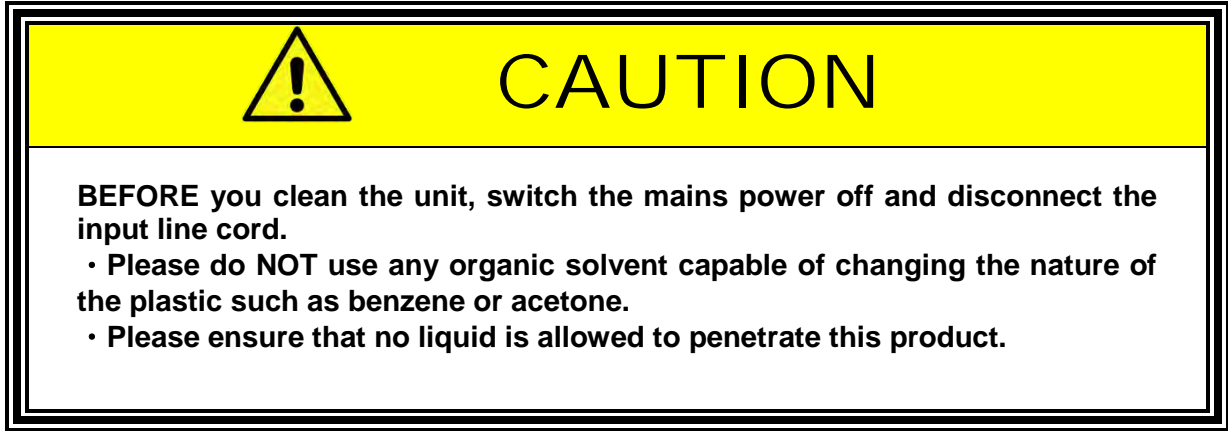 CAUTION
BEFORE you clean the unit, switch the mains power off and disconnect the
input line cord.
・Please do NOT use any organic solvent capable of changing the nature of
the plastic such as benzene or acetone.
・Please ensure that no liquid is allowed to penetrate this product.